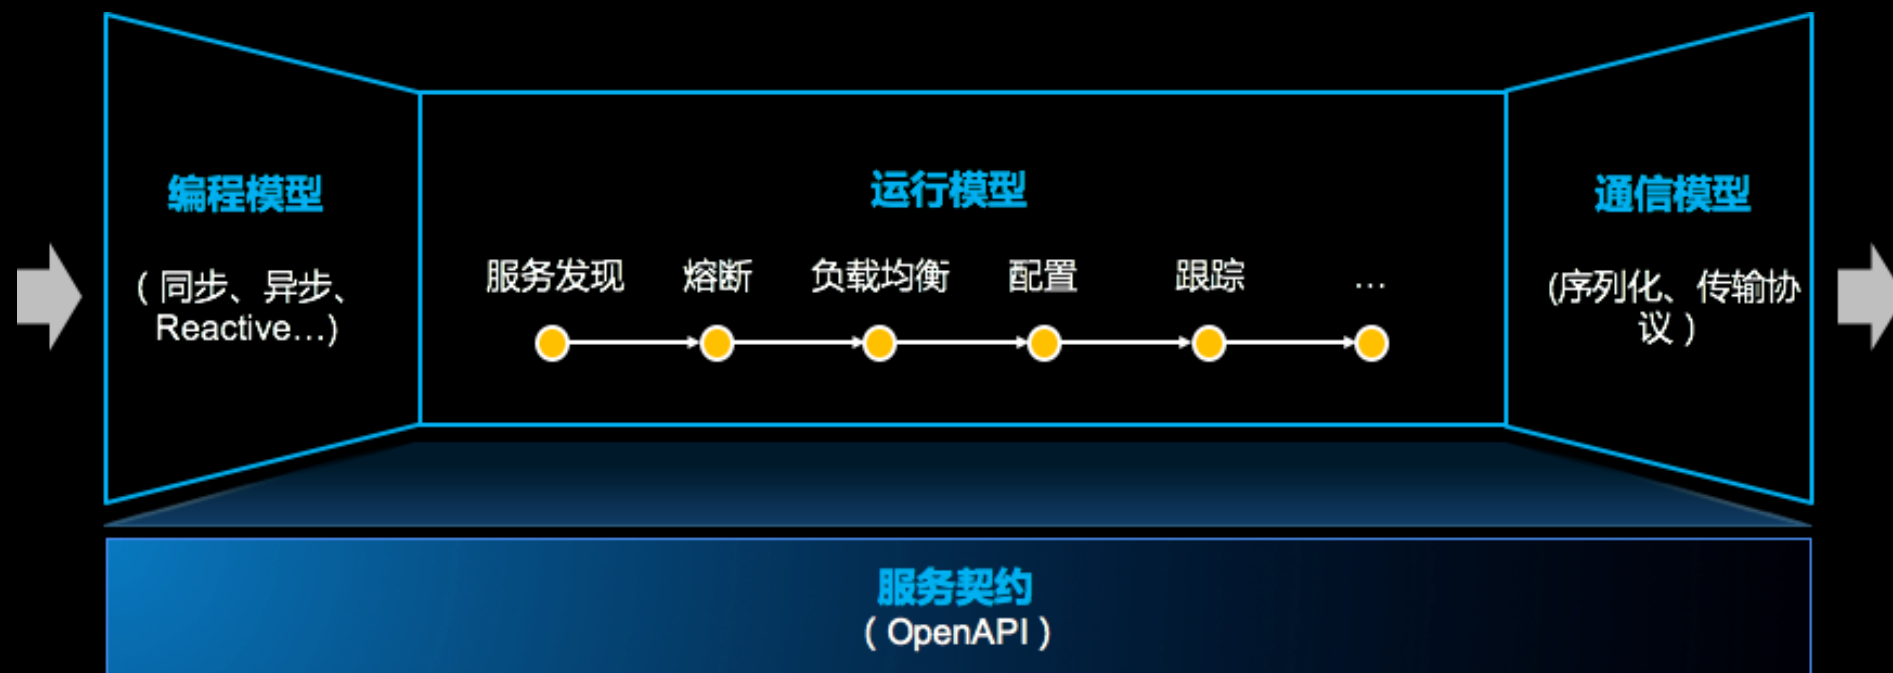 编程模型
（同步、异步、
Reactive...)
运行模型
服务发现 熔断 负载均衡 配置 跟踪 ...
通信模型
(序列化、传输协
议）
服务契约
（OpenAPI）